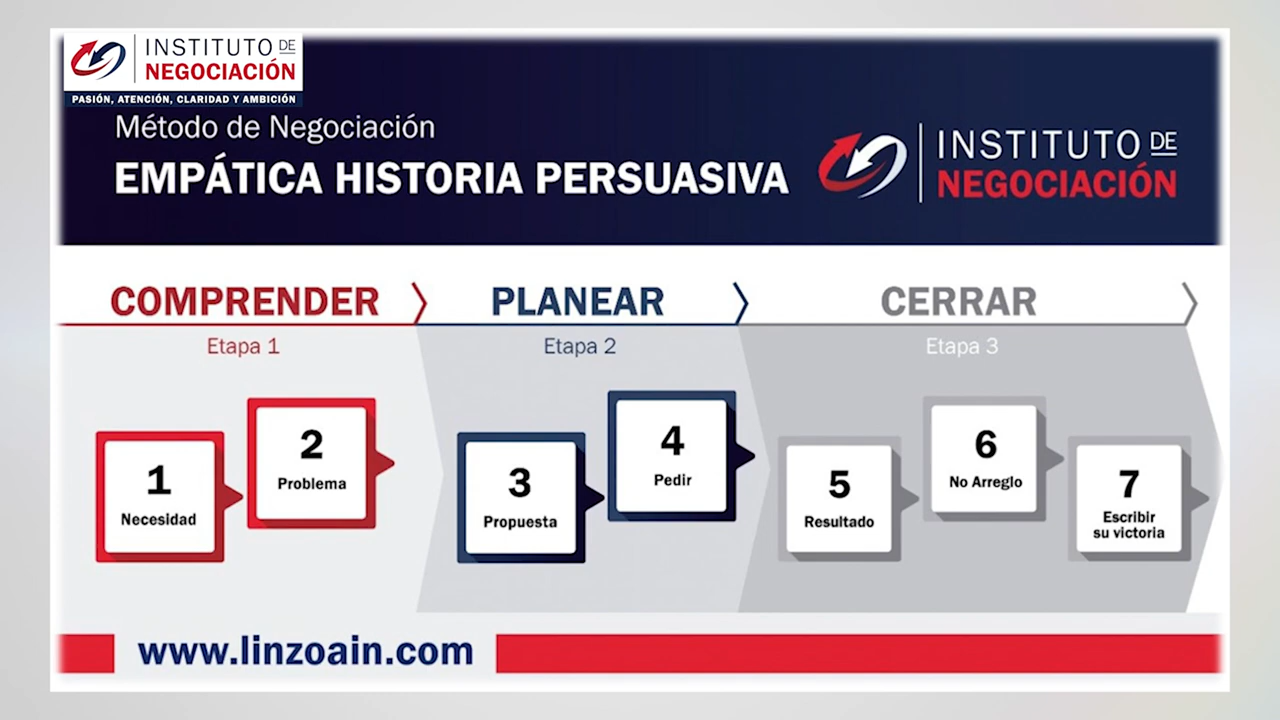 INSTITUTO DE
NEGOCIACIÓN
PASIÓN, ATENCIÓN, CLARIDAD Y AMBICIÓN
Método de Negociación
EMPÁTICA HISTORIA PERSUASIVA
INSTITUTO DE
NEGOCIACIÓN
COMPRENDER
Etapa 1
PLANEAR
Etapa 2
CERRAR
Etapa 3
1
Necesidad
2
Problema
3
Propuesta
4
Pedir
5
Resultado
6
No Arreglo
7
Escribir
su victoria
www.linzoain.com